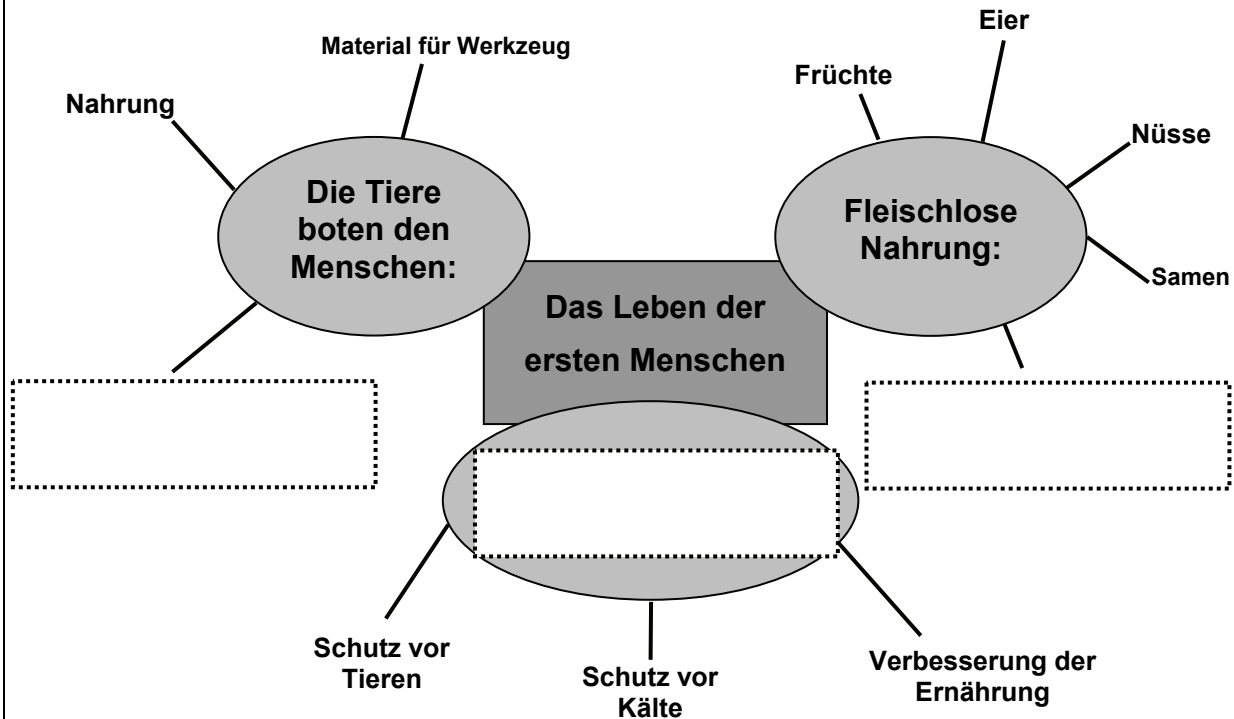 Eier
Material für Werkzeug
Früchte
Nahrung
Nüsse
Die Tiere
boten den
Menschen:
Fleischlose
Nahrung:
Samen
Das Leben der
ersten Menschen
Schutz vor
Tieren
Schutz vor
Kälte
Verbesserung der
Ernährung